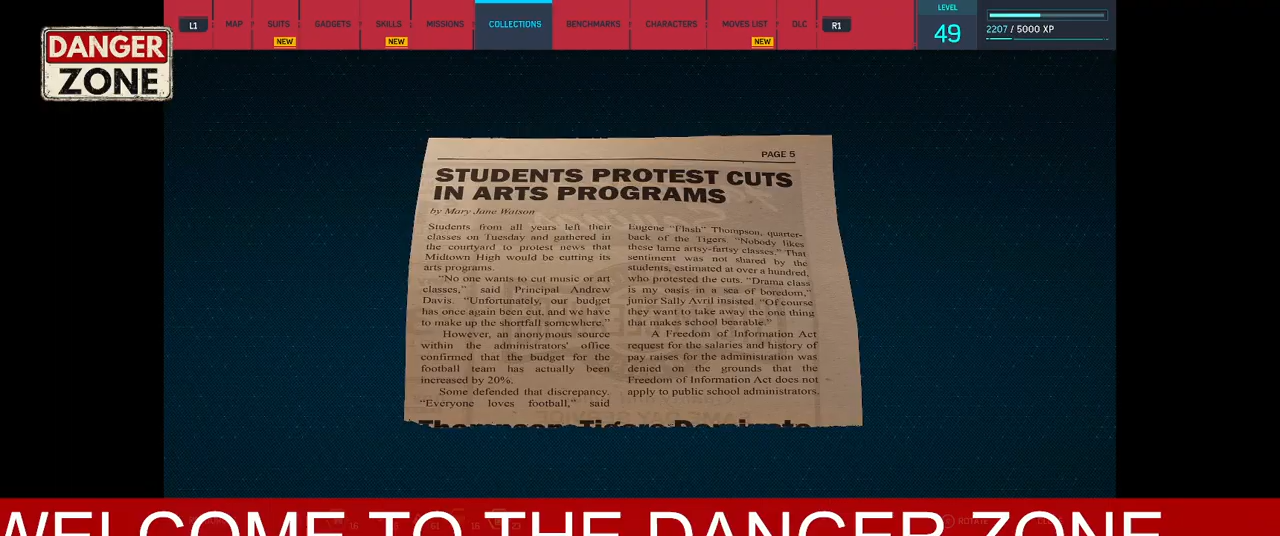 L1 MAP SUITS GADGETS SKILLS MISSIONS COLLECTIONS BENCHMARKS CHARACTERS MOVES LIST DLC R1
NEW NEW NEW
LEVEL
49
2207 / 5000 XP
DANGER
ZONE
PAGE 5
STUDENTS PROTEST CUTS
IN ARTS PROGRAMS
by Mary Jane Watson
Students from all years left their
classes on Tuesday and gathered in
the courtyard to protest news that
Midtown High would be cutting its
arts programs.
"No one wants to cut music or art
classes," said Principal Andrew
Davis. "Unfortunately, our budget
has once again been cut, and we have
to make up the shortfall somewhere."
However, an anonymous source
within the administrators' office
confirmed that the budget for the
football team has actually been
increased by 20%.
Some defended that discrepancy.
"Everyone loves football," said
Eugene "Flash" Thompson, quarter-
back of the Tigers. "Nobody likes
these lame artsy-fartsy classes." That
sentiment was not shared by the
students, estimated at over a hundred,
who protested the cuts. "Drama class
is my oasis in a sea of boredom,"
junior Sally Avril insisted. "Of course
they want to take away the one thing
that makes school bearable."
A Freedom of Information Act
request for the salaries and history of
pay raises for the administration was
denied on the grounds that the
Freedom of Information Act does not
apply to public school administrators.
Thompson, Tigers Dominate
WELCOME TO THE DANGER ZONE